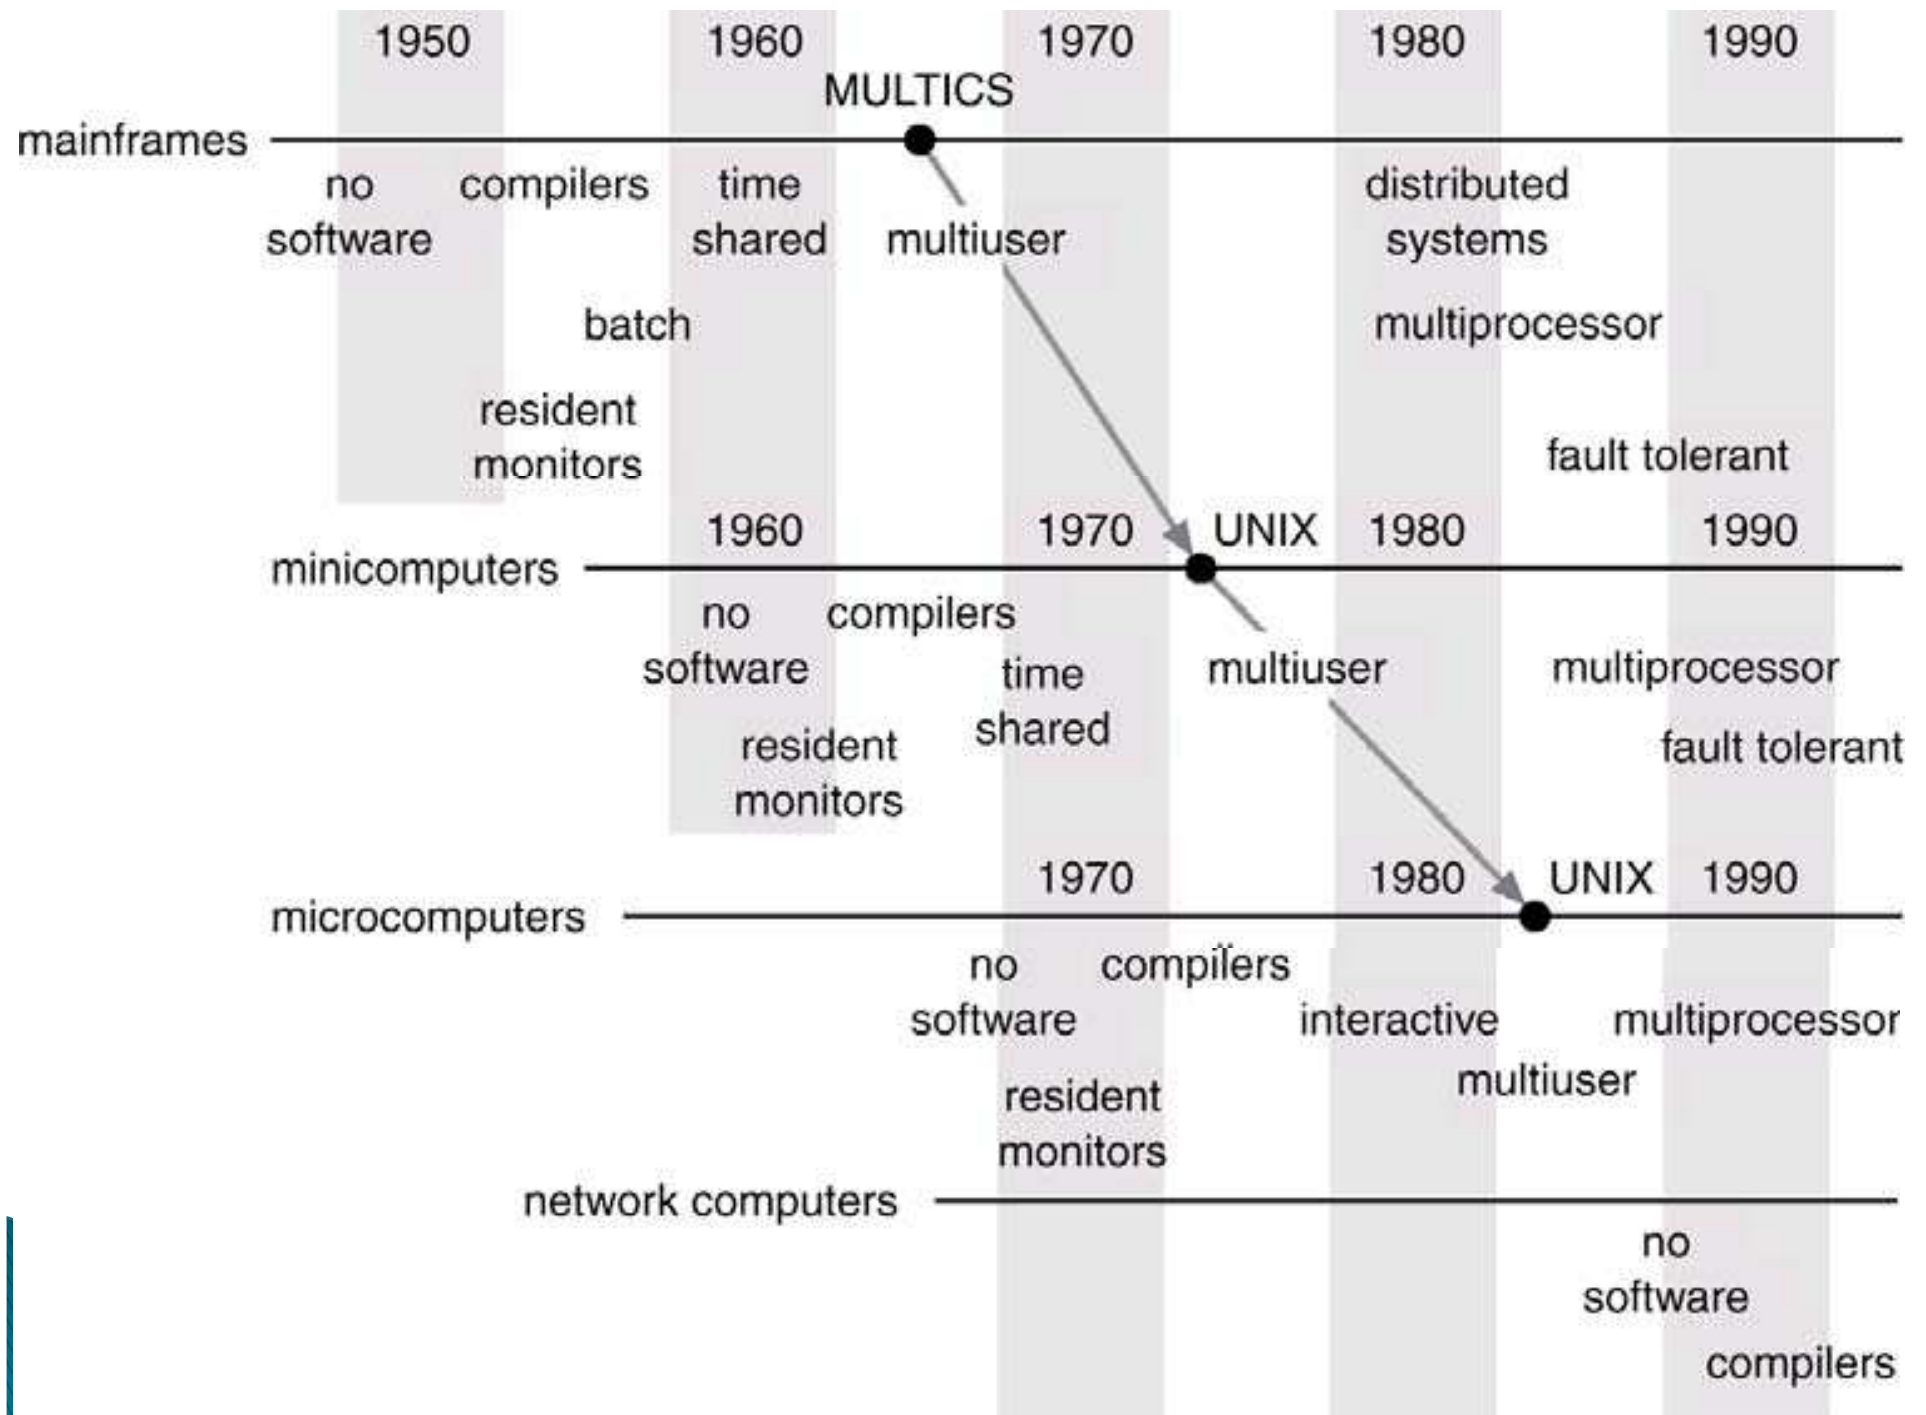 1950 1960 1970 1980 1990
MULTICS
mainframes
no compilers time distributed
software shared multiuser systems
batch multiprocessor
resident
monitors fault tolerant
1960 1970 UNIX 1980 1990
minicomputers
no compilers
software time multiuser multiprocessor
shared
resident fault tolerant
monitors
1970 1980 UNIX 1990
microcomputers
no compilers
software interactive multiprocessor
multiuser
resident
monitors
network computers
no
software
compilers